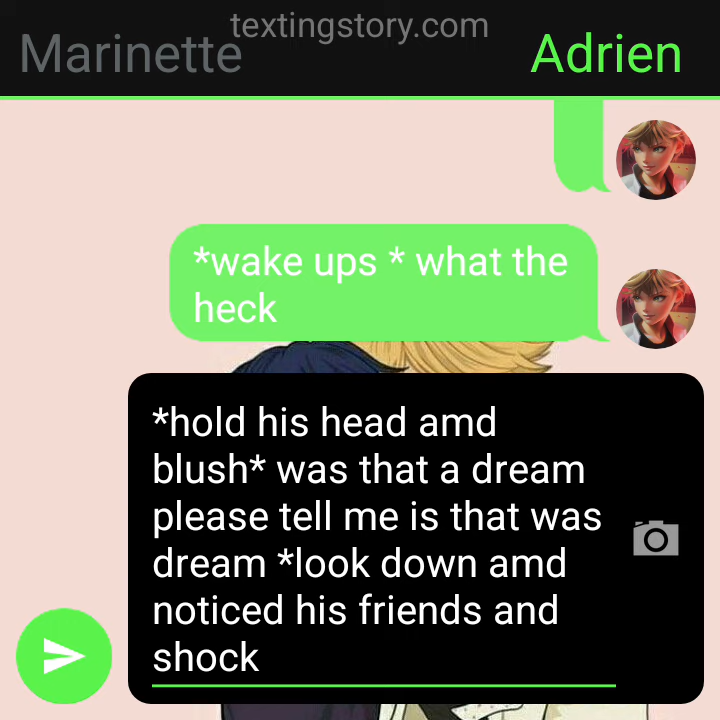 textingstory.com
Marinette
Adrien
*wake ups * what the
heck
*hold his head amd
blush* was that a dream
please tell me is that was
dream *look down amd
noticed his friends and
shock